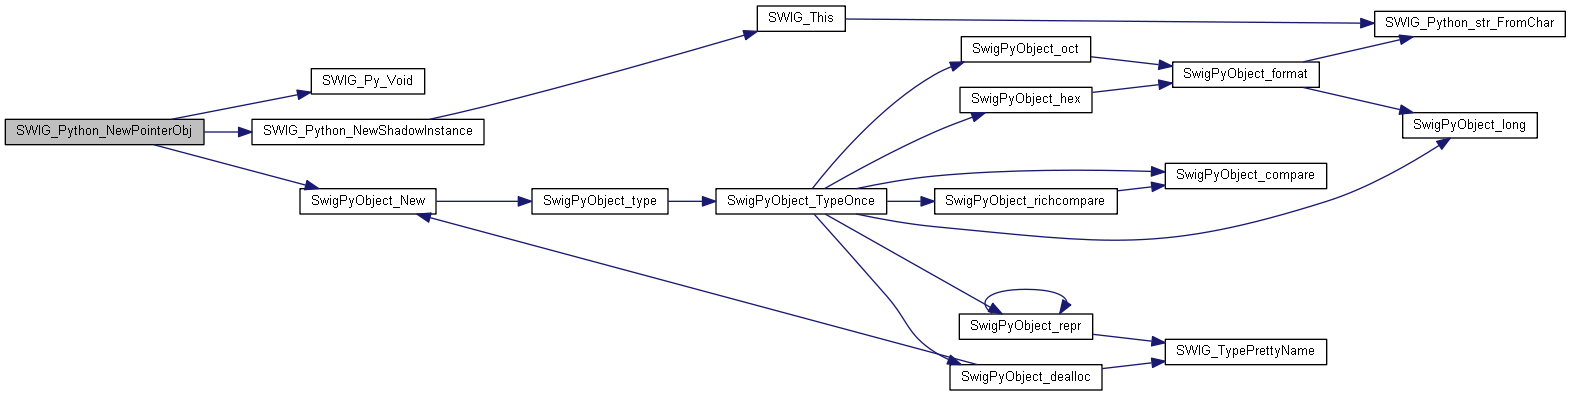 SWIG_This
SWIG_Python_str_FromChar
SwigPyObject_oct
SwigPyObject_format
SWIG_Py_Void
SwigPyObject_hex
SWIG_Python_NewPointerObj
SWIG_Python_NewShadowInstance
SwigPyObject_long
SwigPyObject_compare
SwigPyObject_New
SwigPyObject_type
SwigPyObject_TypeOnce
SwigPyObject_richcompare
SwigPyObject_repr
SWIG_TypePrettyName
SwigPyObject_dealloc